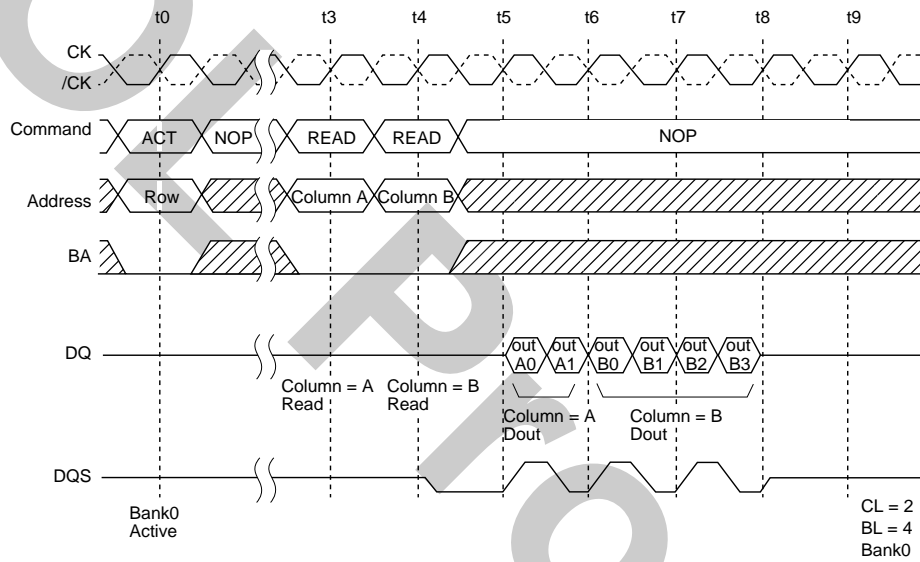 t0 t3 t4 t5 t6 t7 t8 t9
CK
/CK
Command ACT NOP READ READ NOP
Address Row Column A Column B
BA
DQ out A0 out A1 out B0 out B1 out B2 out B3
Column = A Read
Column = B Read
Column = A Dout
Column = B Dout
DQS
Bank0
Active
CL = 2
BL = 4
Bank0
L Pro